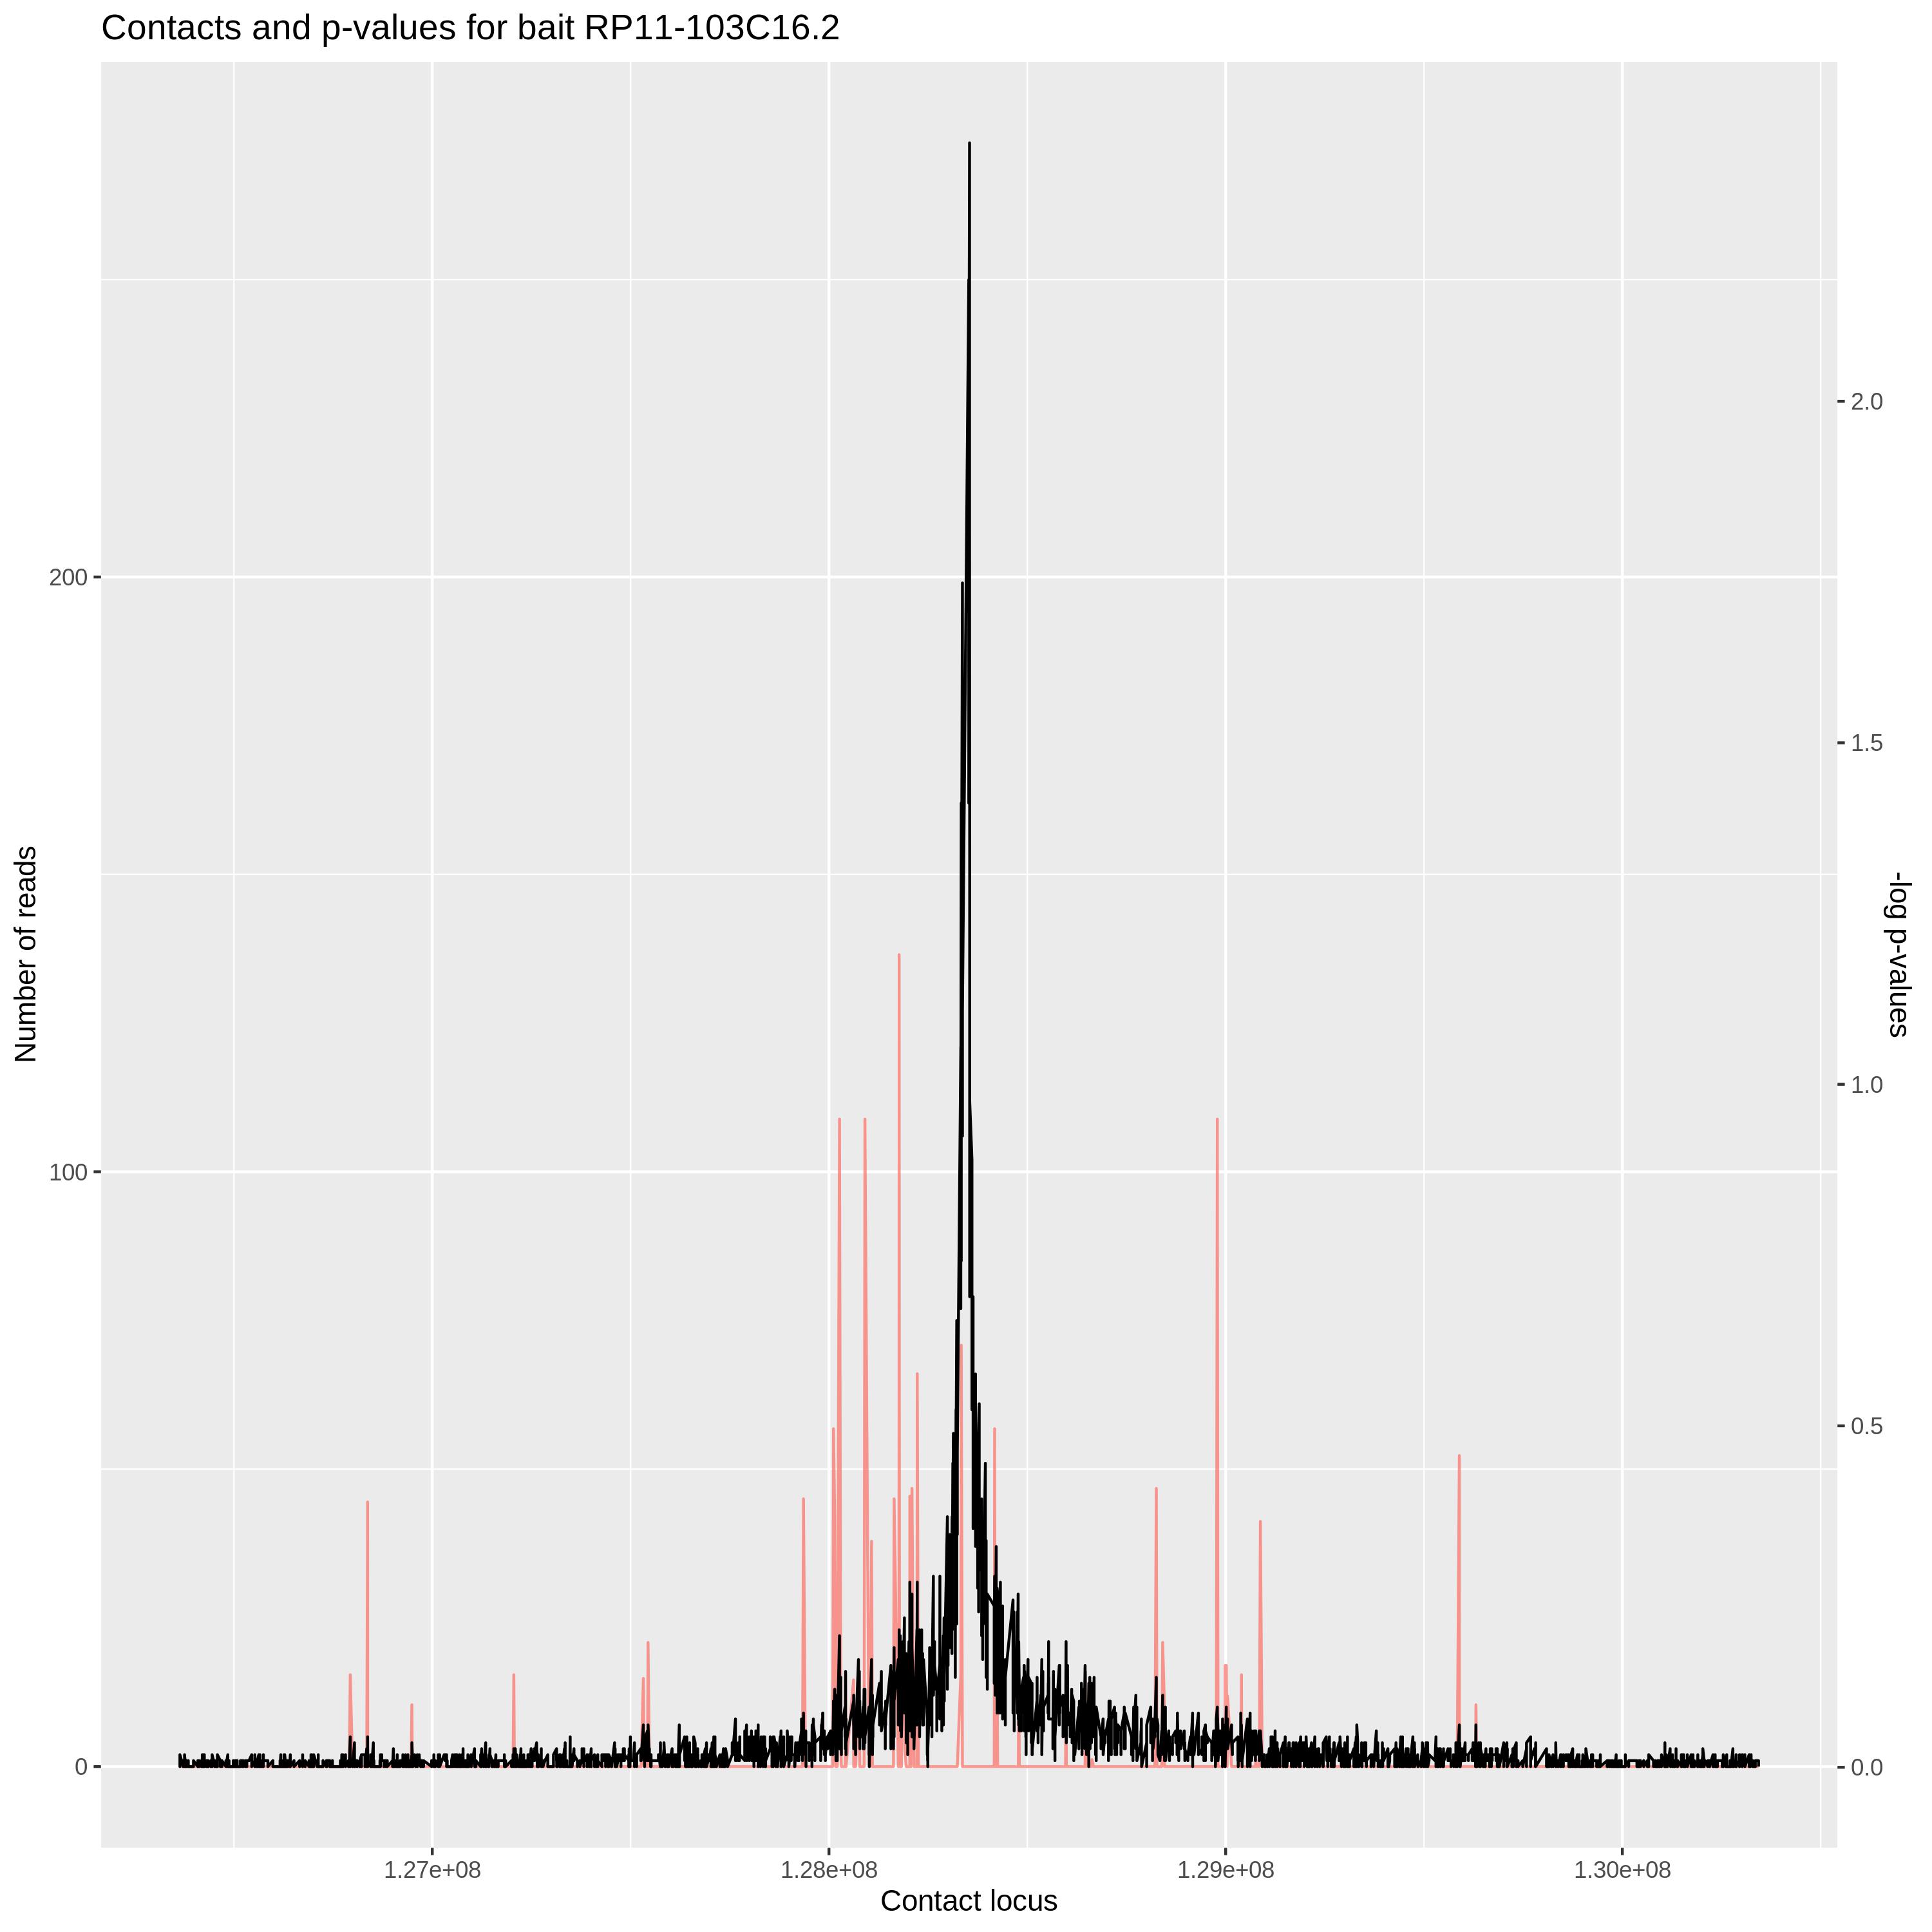 Contacts and p-values for bait RP11-103C16.2
Number of reads
200
100
0
2.0
1.5
1.0
0.5
0.0
-log p-values
1.27e+08
1.28e+08
1.29e+08
1.30e+08
Contact locus